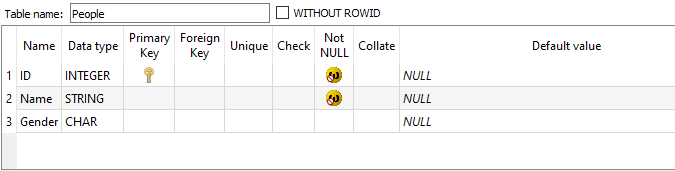 Table name: People WITHOUT ROWID
Name Data type Primary Key Foreign Key Unique Check Not NULL Collate Default value
1 ID INTEGER NULL
2 Name STRING NULL
3 Gender CHAR NULL